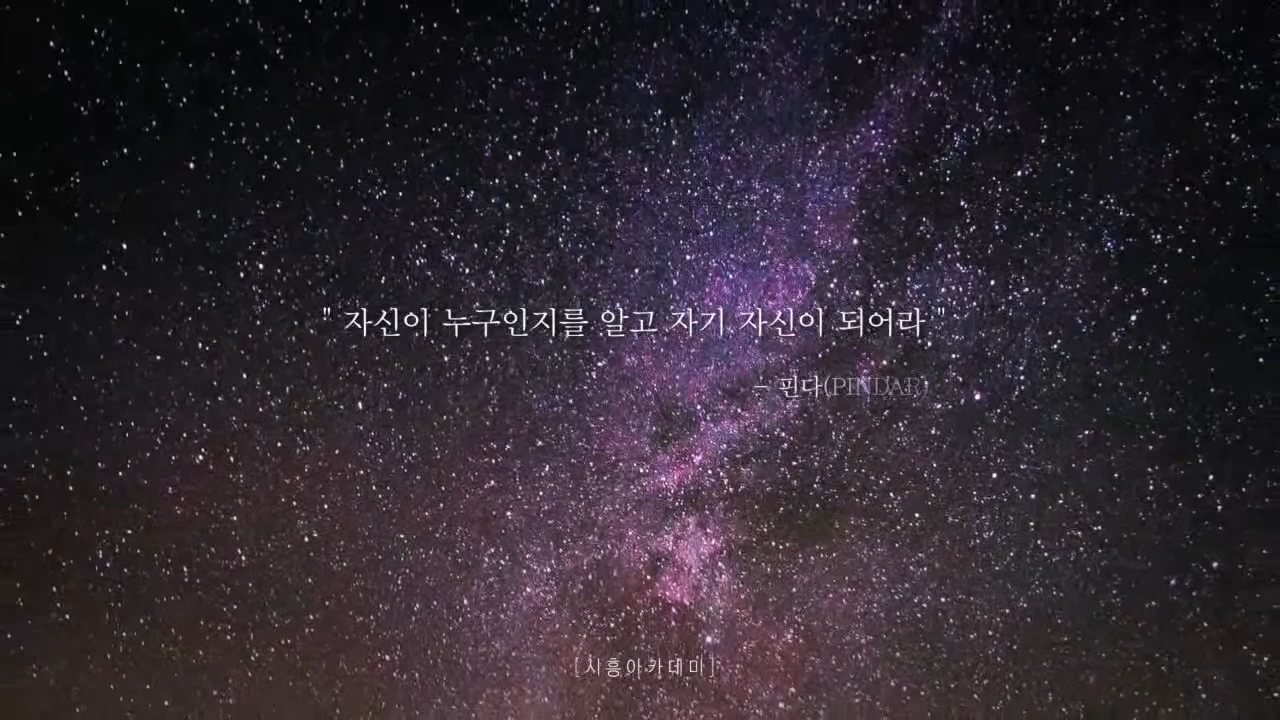 " 자신이 누구인지를 알고 자기 자신이 되어라 "
- 핀다(PINDAR)
[시흥아카데미]